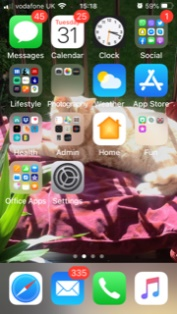 vodafone UK 15:18 59%
45 25 1
Tuesday
31
Messages Calendar Clock Social
Lifestyle Photography Weather App Store
Health Admin Home Fun
Office Apps Settings
335